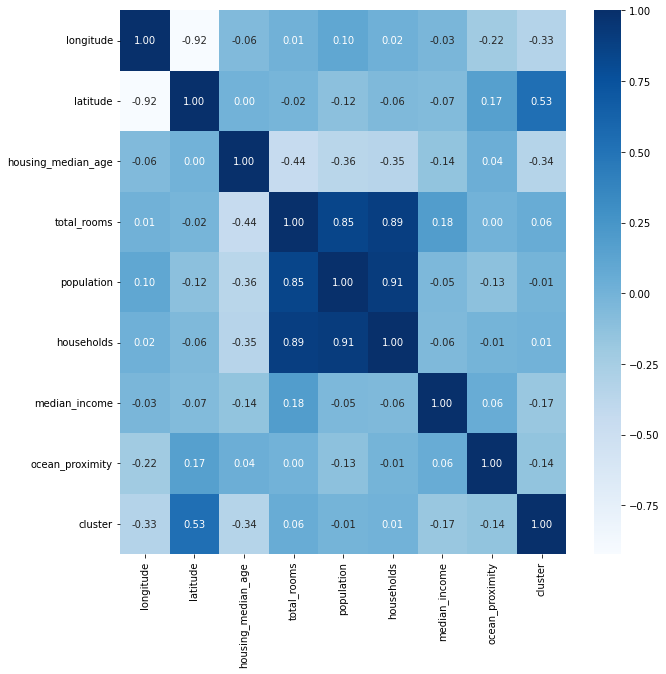 longitude 1.00 -0.92 -0.06 0.01 0.10 0.02 -0.03 -0.22 -0.33
latitude -0.92 1.00 0.00 -0.02 -0.12 -0.06 -0.07 0.17 0.53
housing_median_age -0.06 0.00 1.00 -0.44 -0.36 -0.35 -0.14 0.04 -0.34
total_rooms 0.01 -0.02 -0.44 1.00 0.85 0.89 0.18 0.00 0.06
population 0.10 -0.12 -0.36 0.85 1.00 0.91 -0.05 -0.13 -0.01
households 0.02 -0.06 -0.35 0.89 0.91 1.00 -0.06 -0.01 0.01
median_income -0.03 -0.07 -0.14 0.18 -0.05 -0.06 1.00 0.06 -0.17
ocean_proximity -0.22 0.17 0.04 0.00 -0.13 -0.01 0.06 1.00 -0.14
cluster -0.33 0.53 -0.34 0.06 -0.01 0.01 -0.17 -0.14 1.00
longitude
latitude
housing_median_age
total_rooms
population
households
median_income
ocean_proximity
cluster
1.00
0.75
0.50
0.25
0.00
−0.25
−0.50
−0.75